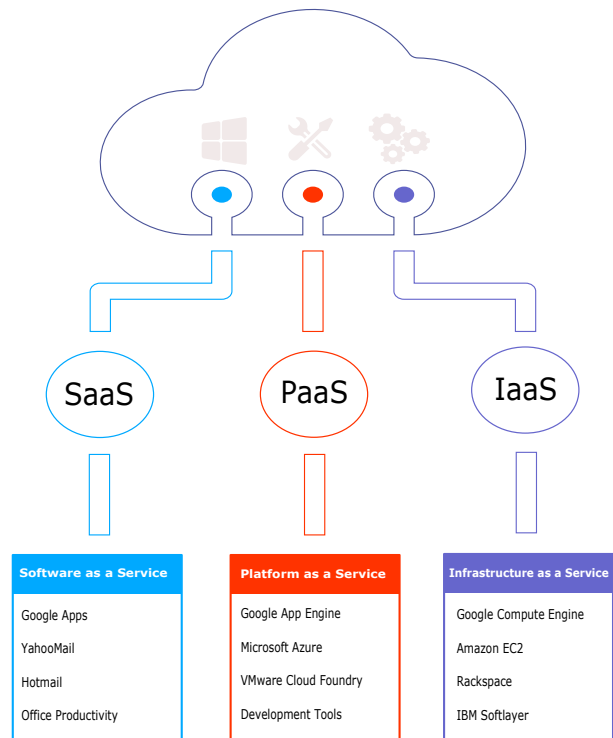 SaaS
PaaS
IaaS
Software as a Service
Google Apps
YahooMail
Hotmail
Office Productivity
Platform as a Service
Google App Engine
Microsoft Azure
VMware Cloud Foundry
Development Tools
Infrastructure as a Service
Google Compute Engine
Amazon EC2
Rackspace
IBM Softlayer